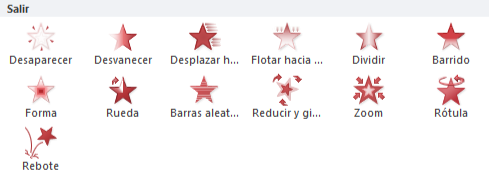 Salir
Desaparecer Desvanecer Desplazar h... Flotar hacia ... Dividir Barrido
Forma Rueda Barras aleat... Reducir y gi... Zoom Rótula
Rebote